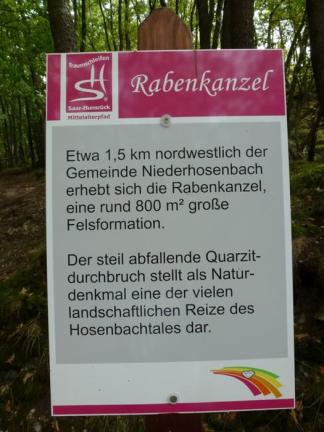 Traumschleifen
Saar-Hunsrück
Mittelalterpfad
Rabenkanzel
Etwa 1,5 km nordwestlich der
Gemeinde Niederhosenbach
erhebt sich die Rabenkanzel,
eine rund 800 m² große
Felsformation.
Der steil abfallende Quarzit-
durchbruch stellt als Natur-
denkmal eine der vielen
landschaftlichen Reize des
Hosenbachtales dar.